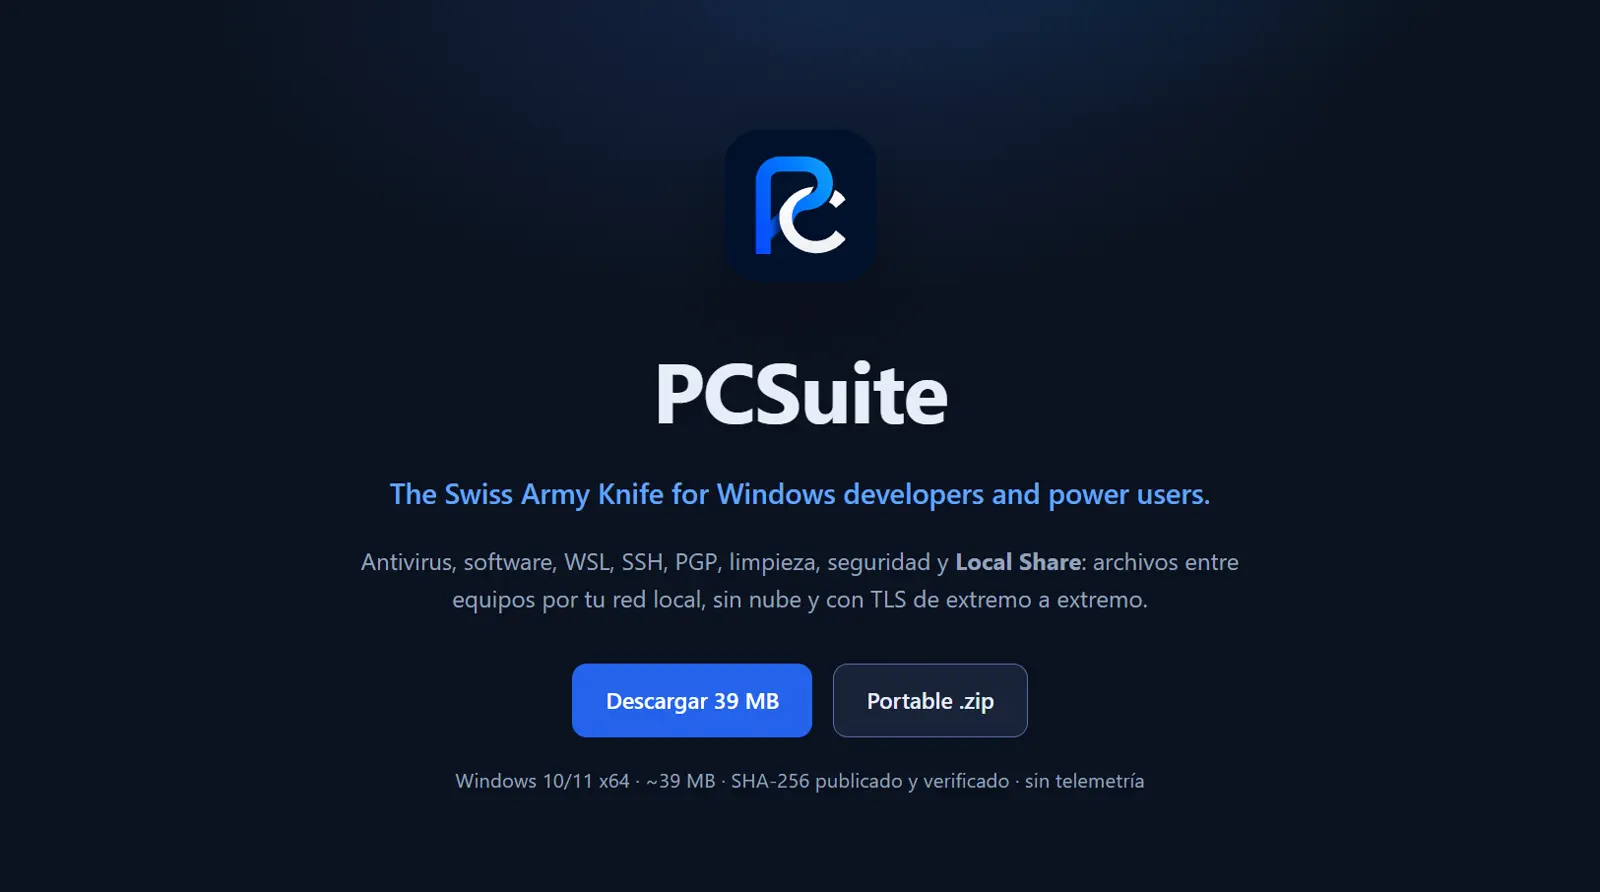 PC
PCSuite
The Swiss Army Knife for Windows developers and power users.
Antivirus, software, WSL, SSH, PGP, limpieza, seguridad y Local Share: archivos entre
equipos por tu red local, sin nube y con TLS de extremo a extremo.
Descargar 39 MB
Portable .zip
Windows 10/11 x64 · ~39 MB · SHA-256 publicado y verificado · sin telemetría